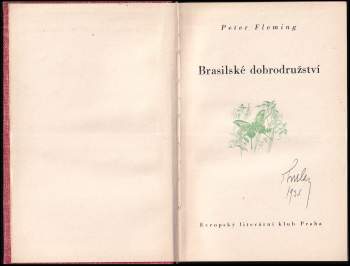 Peter Fleming
Brasilské dobrodružství
Evropský literární klub Praha